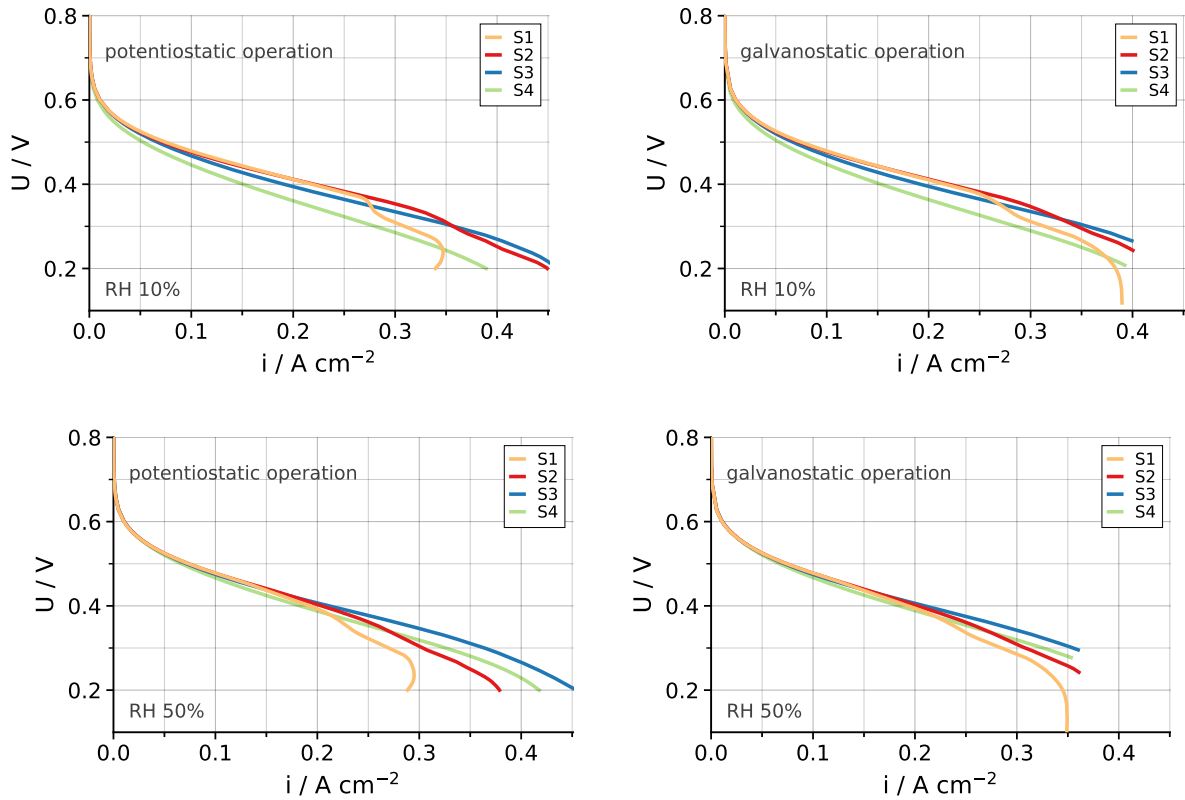 potentiostatic operation
S1
S2
S3
S4
RH 10%
0.8
0.6
0.4
0.2
U / V
0.0 0.1 0.2 0.3 0.4
i / A cm⁻²
galvanostatic operation
S1
S2
S3
S4
RH 10%
0.8
0.6
0.4
0.2
U / V
0.0 0.1 0.2 0.3 0.4
i / A cm⁻²
potentiostatic operation
S1
S2
S3
S4
RH 50%
0.8
0.6
0.4
0.2
U / V
0.0 0.1 0.2 0.3 0.4
i / A cm⁻²
galvanostatic operation
S1
S2
S3
S4
RH 50%
0.8
0.6
0.4
0.2
U / V
0.0 0.1 0.2 0.3 0.4
i / A cm⁻²